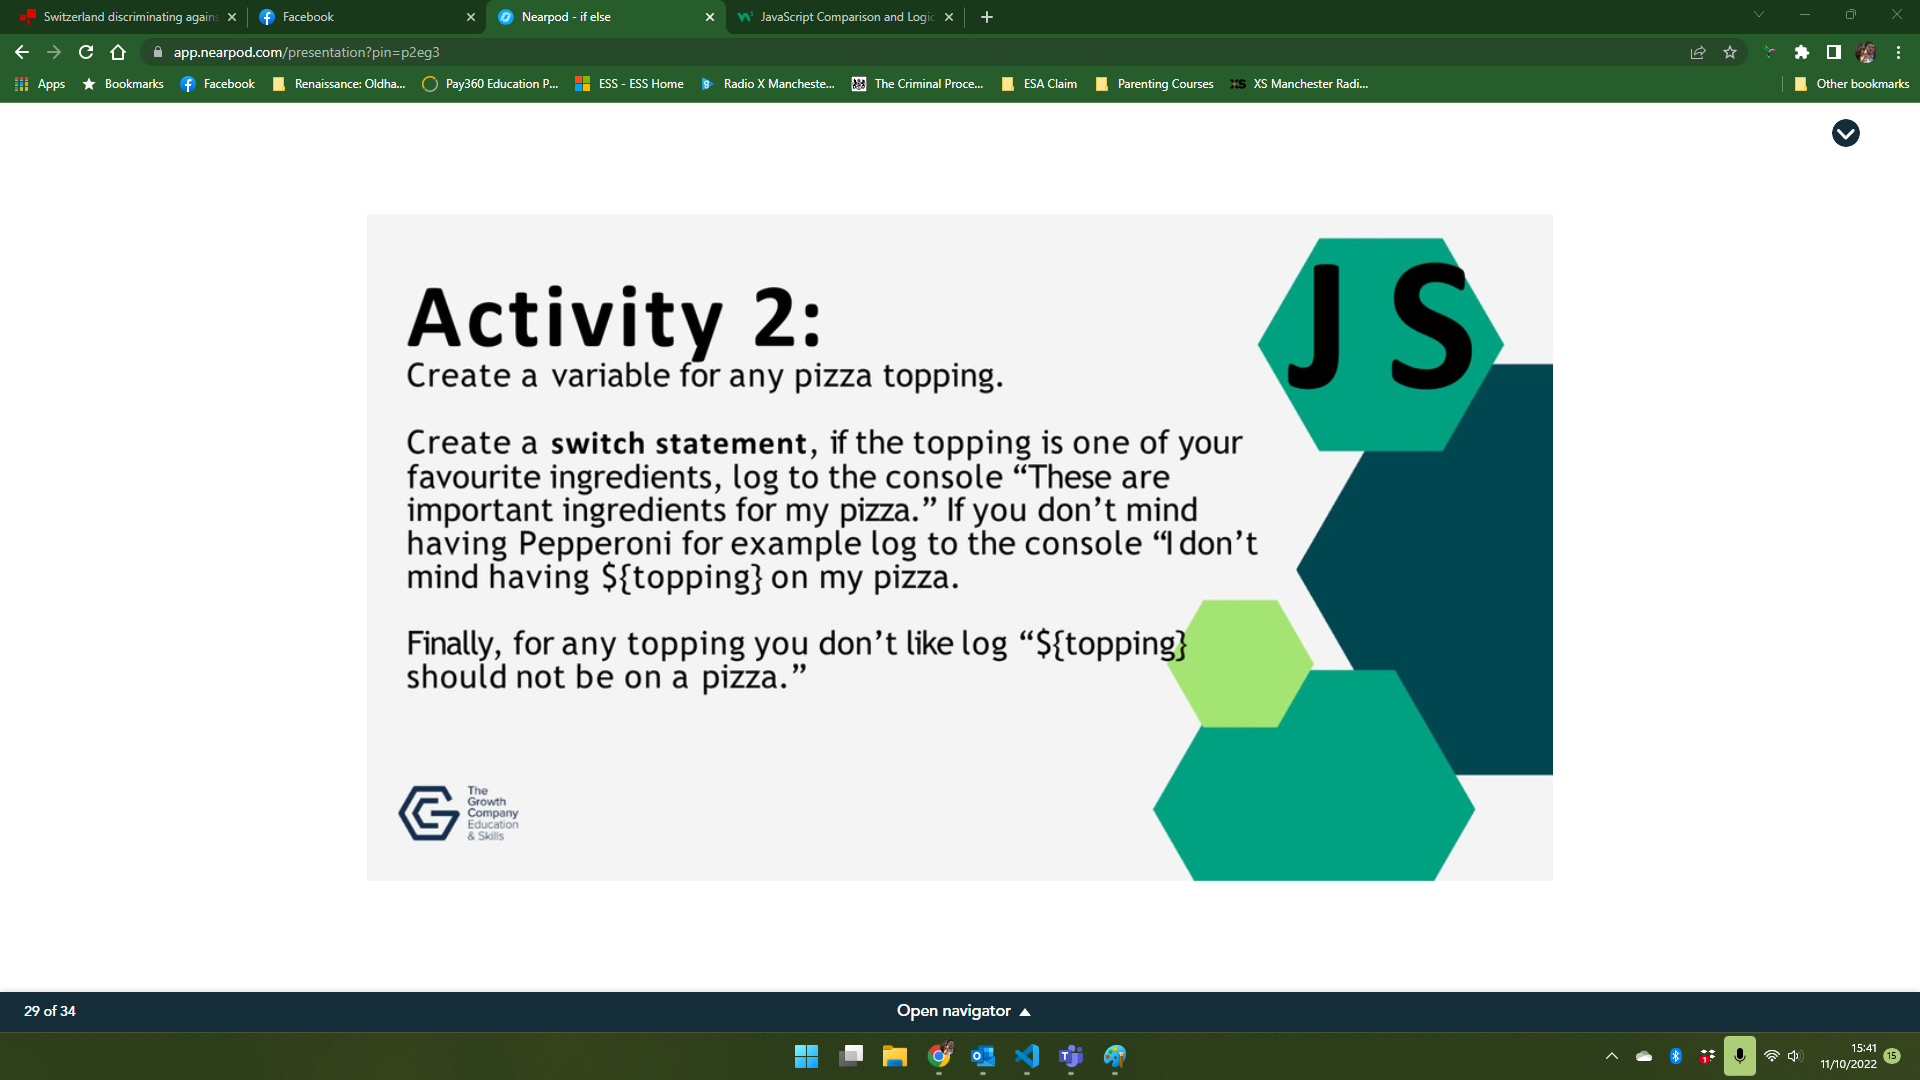 Switzerland discriminating agains
Facebook
Nearpod - if else
JavaScript Comparison and Logic
app.nearpod.com/presentation?pin=p2eg3
Apps
Bookmarks
Facebook
Renaissance: Oldha...
Pay360 Education P...
ESS - ESS Home
Radio X Mancheste...
The Criminal Proce...
ESA Claim
Parenting Courses
XS Manchester Radi...
Other bookmarks
JS
Activity 2:
Create a variable for any pizza topping.
Create a switch statement, if the topping is one of your
favourite ingredients, log to the console “These are
important ingredients for my pizza.” If you don’t mind
having Pepperoni for example log to the console “I don’t
mind having ${topping} on my pizza.
Finally, for any topping you don’t like log “${topping}
should not be on a pizza.”
The
Growth
Company
Education
& Skills
29 of 34
Open navigator
15:41
11/10/2022
15